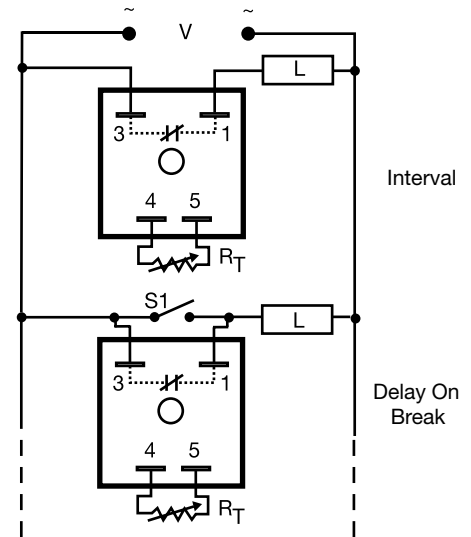 ~ V ~
L
3 1
Interval
4 5
RT
S1
L
3 1
Delay On
Break
4 5
RT